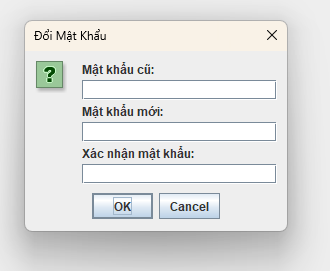 Đổi Mật Khẩu
?
Mật khẩu cũ:
Mật khẩu mới:
Xác nhận mật khẩu:
OK
Cancel